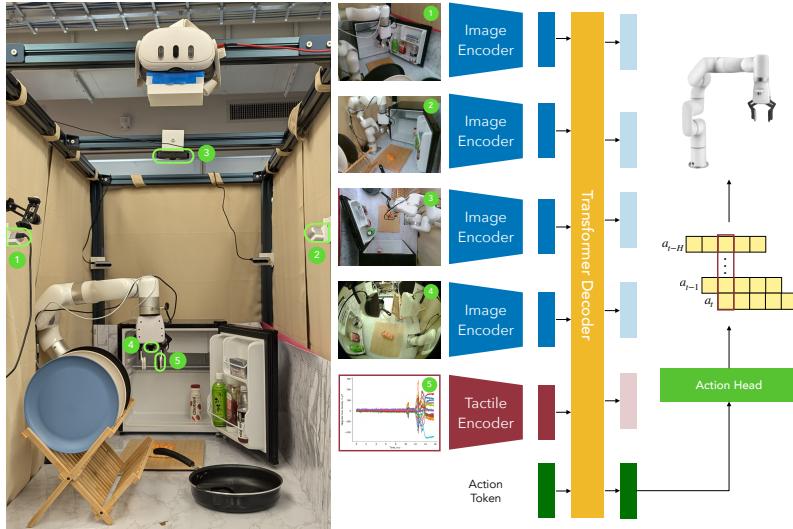 3
1
2
4
5
1
Image
Encoder
2
Image
Encoder
3
Image
Encoder
4
Image
Encoder
5
Tactile
Encoder
Action
Token
Transformer Decoder
a_{t-H}
a_{t-1}
a_t
Action Head